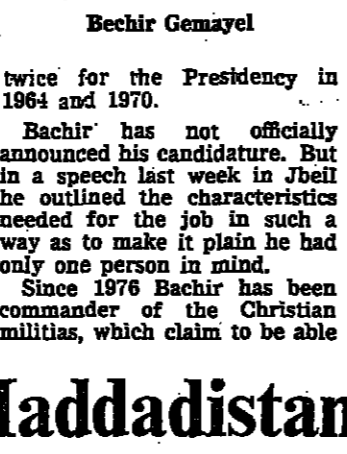 Bechir Gemayel
twice for the Presidency in
1964 and 1970.
Bachir has not officially
announced his candidature. But
in a speech last week in Jbeil
he outlined the characteristics
needed for the job in such a
way as to make it plain he had
only one person in mind.
Since 1976 Bachir has been
commander of the Christian
militias, which claim to be able
Haddadistan